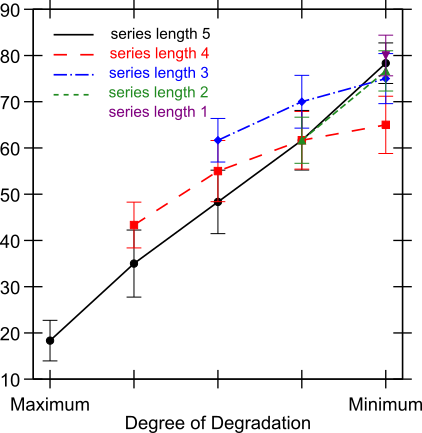 90
80
70
60
50
40
30
20
10
series length 5
series length 4
series length 3
series length 2
series length 1
Maximum Minimum
Degree of Degradation